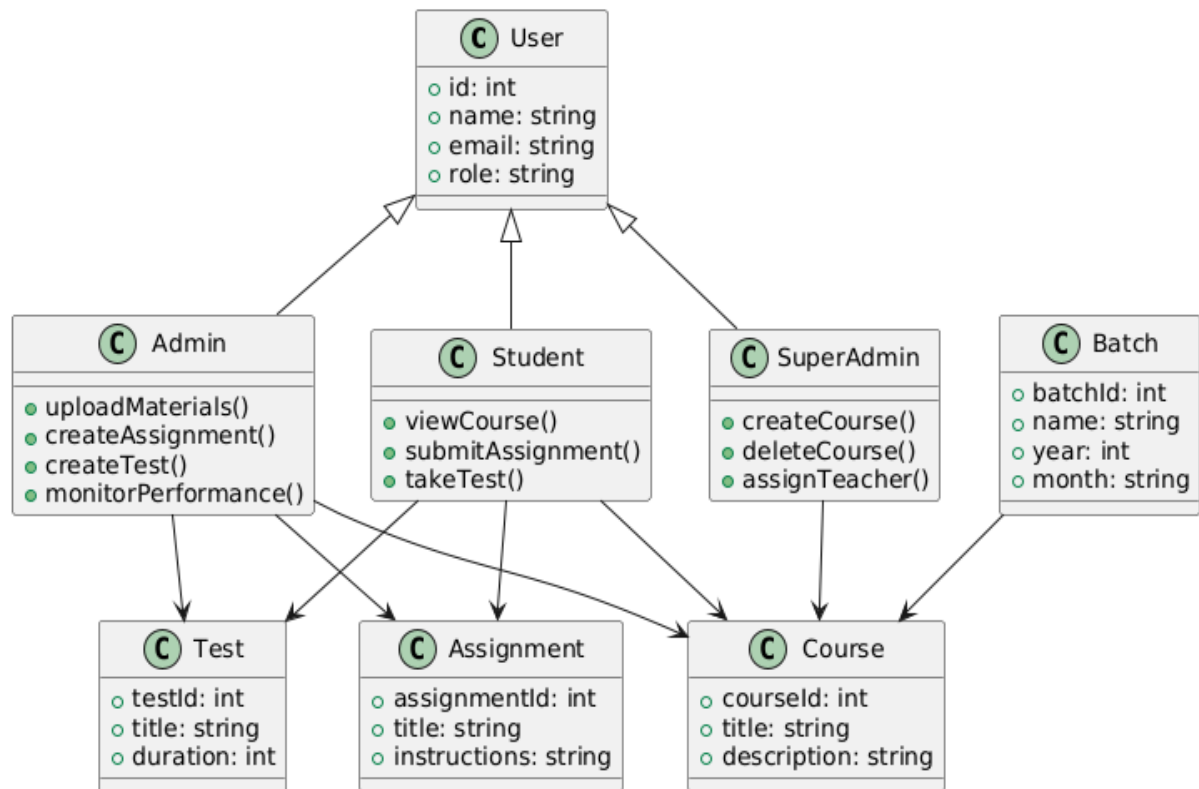 C User
id: int
name: string
email: string
role: string
C Admin
uploadMaterials()
createAssignment()
createTest()
monitorPerformance()
C Student
viewCourse()
submitAssignment()
takeTest()
C SuperAdmin
createCourse()
deleteCourse()
assignTeacher()
C Batch
batchId: int
name: string
year: int
month: string
C Test
testId: int
title: string
duration: int
C Assignment
assignmentId: int
title: string
instructions: string
C Course
courseId: int
title: string
description: string